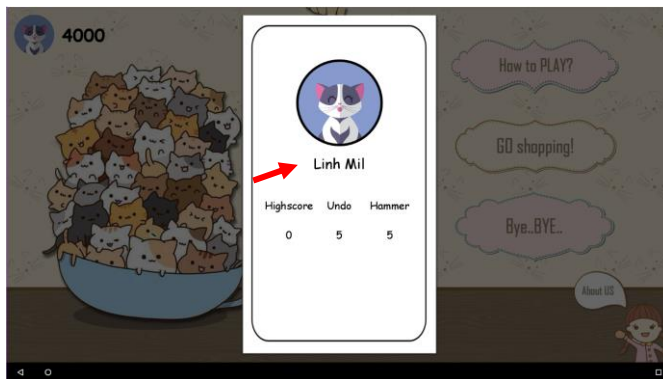 4000
Linh Mil
Highscore Undo Hammer
0 5 5
How to PLAY?
GO shopping!
Bye..BYE..
About US